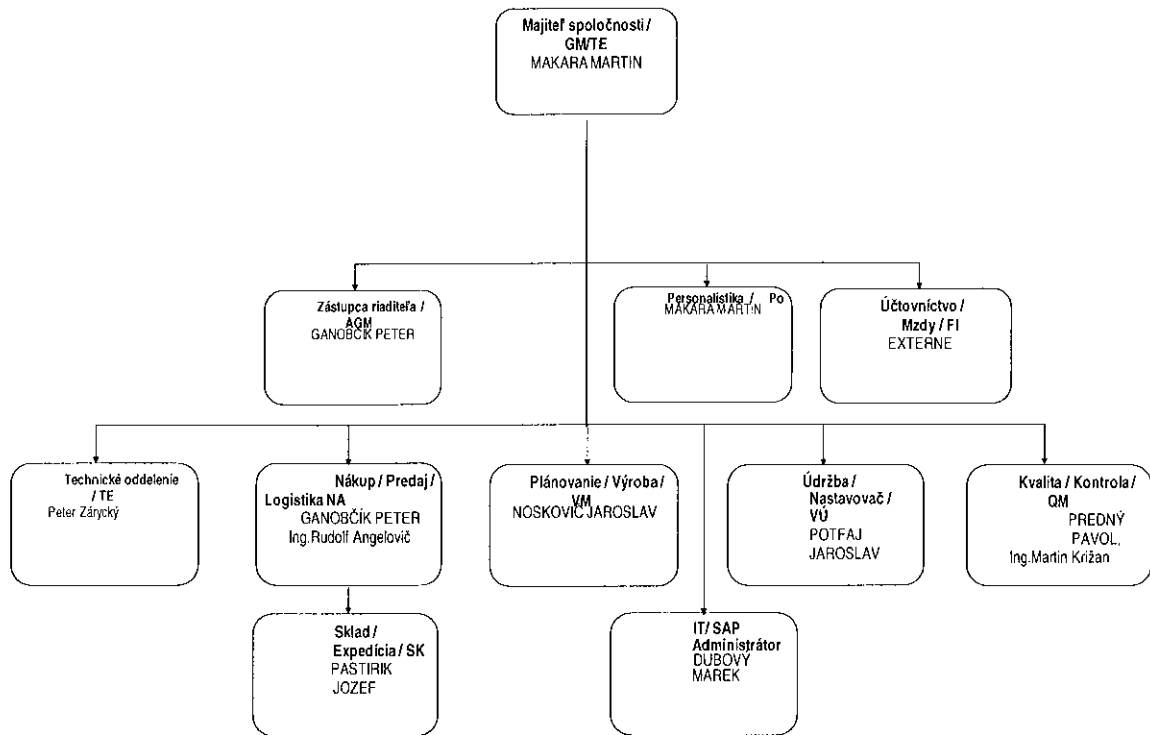 Majiteľ spoločnosti /
GM/TE
MAKARA MARTIN
Zástupca riaditeľa /
AGM
GANOBČÍK PETER
Personalistika / Po
MAKARA MARTIN
Účtovníctvo /
Mzdy / FI
EXTERNE
Technické oddelenie
/ TE
Peter Zárycký
Nákup / Predaj /
Logistika NA
GANOBČÍK PETER
Ing.Rudolf Angelovič
Plánovanie / Výroba /
VM
NOSKOVIČ JAROSLAV
Údržba /
Nastavovač /
VÚ
POTFAJ
JAROSLAV
Kvalita / Kontrola /
QM
PREDNÝ
PAVOL,
Ing.Martin Križan
Sklad /
Expedícia / SK
PASTIRIK
JOZEF
IT/ SAP
Administrátor
DUBOVÝ
MAREK